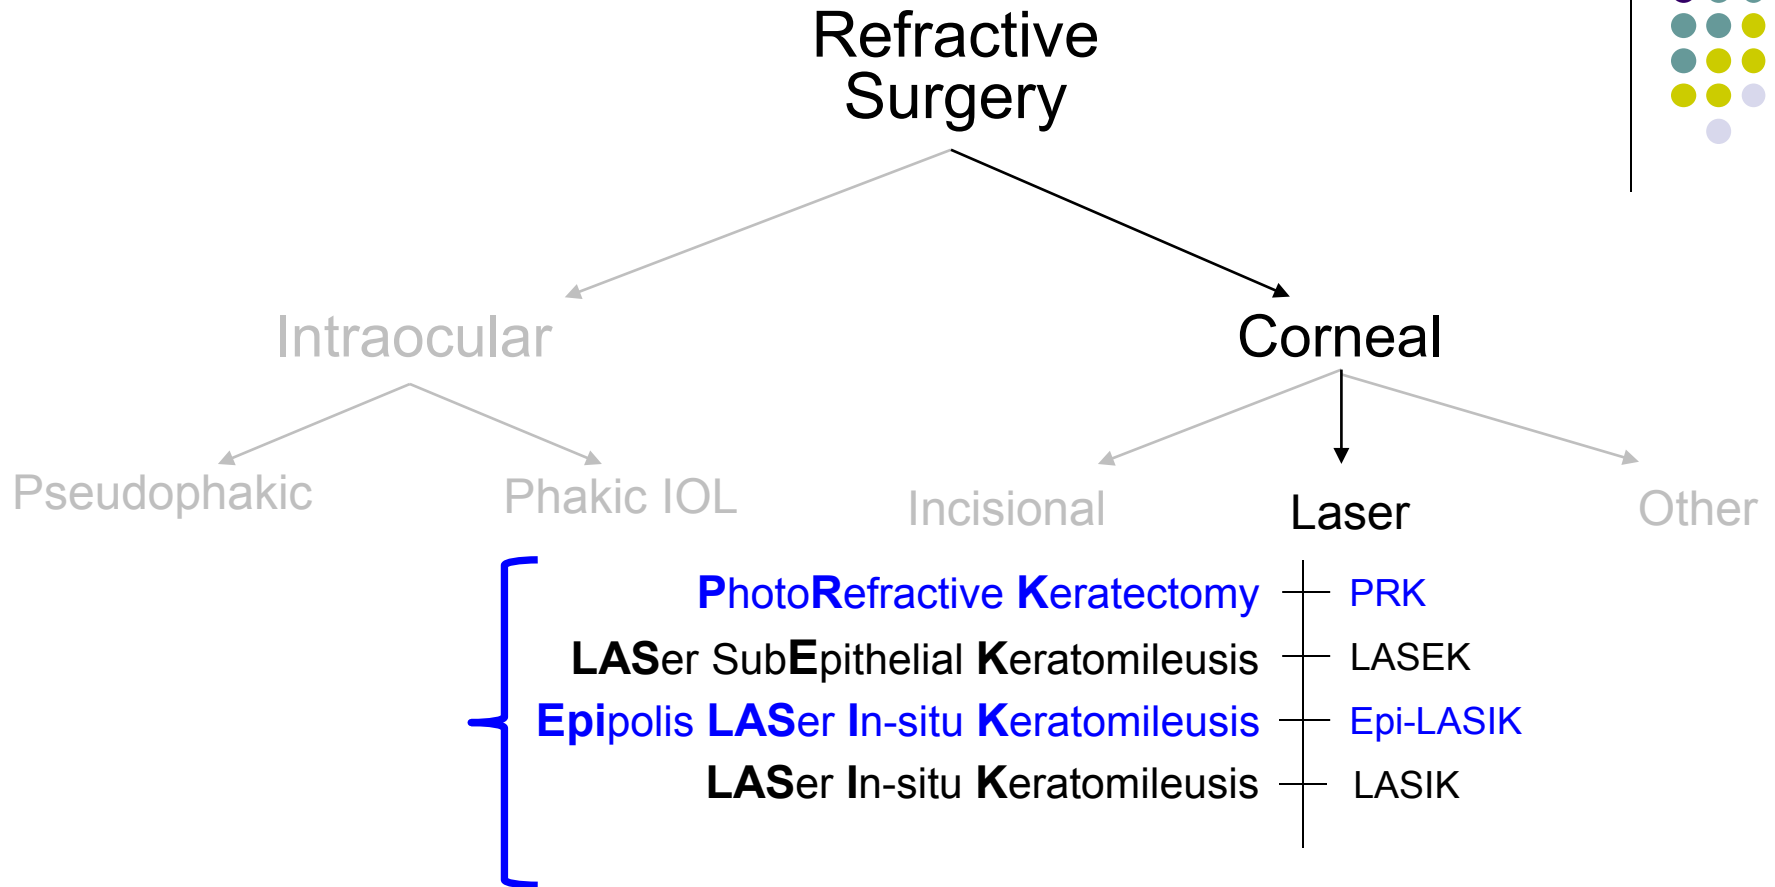 Refractive
Surgery
Intraocular
Corneal
Pseudophakic
Phakic IOL
Incisional
Laser
Other
PhotoRefractive Keratectomy
PRK
LASer SubEpithelial Keratomileusis
LASEK
Epipolis LASer In-situ Keratomileusis
Epi-LASIK
LASer In-situ Keratomileusis
LASIK